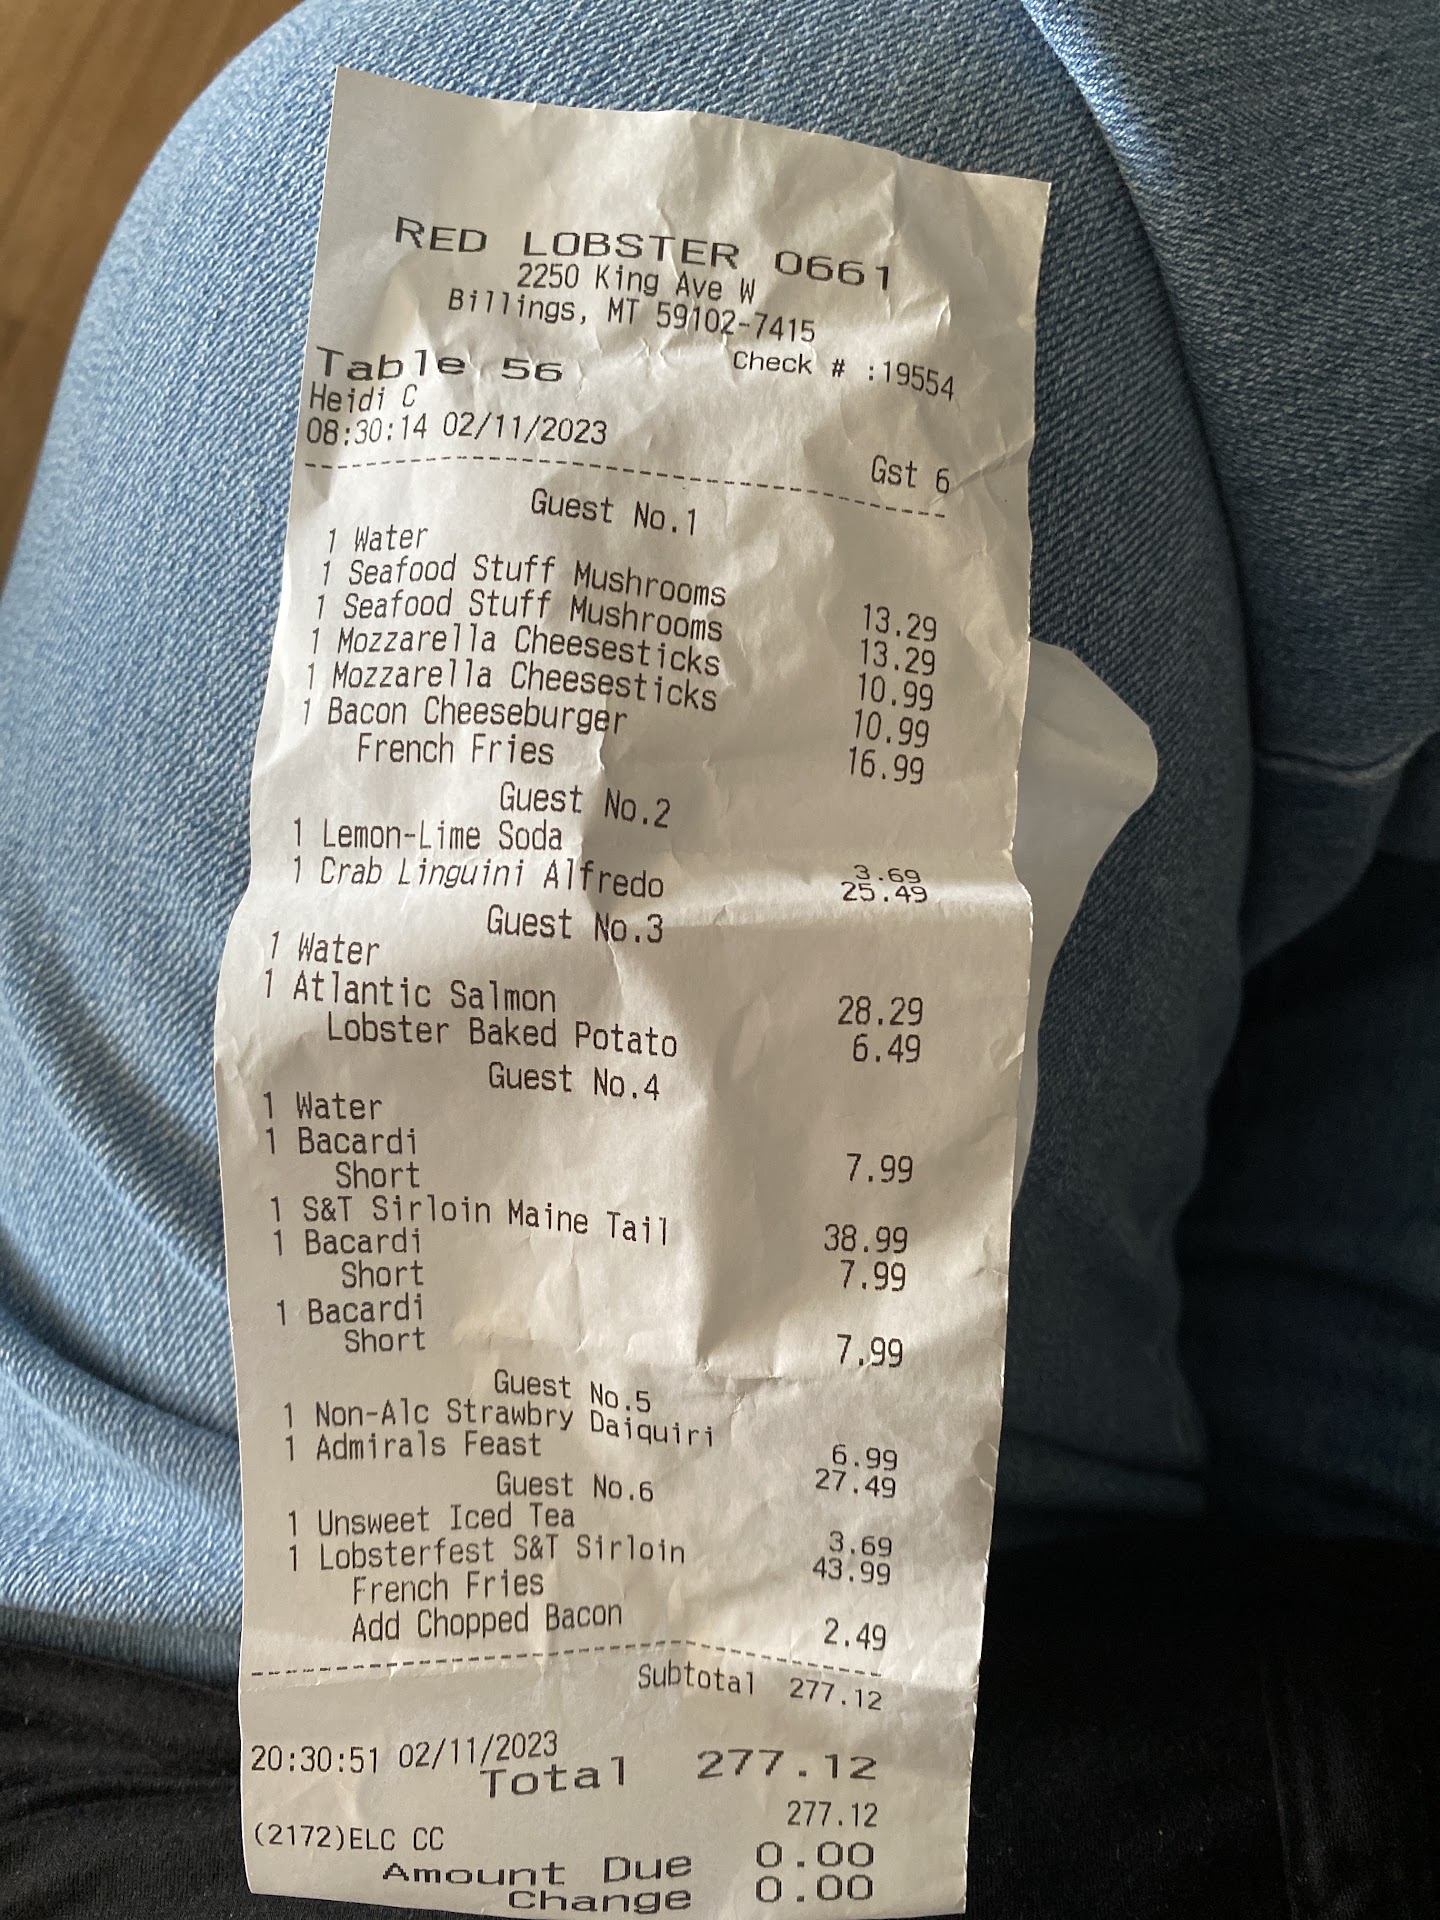 RED LOBSTER 0661
2250 King Ave W
Billings, MT 59102-7415
Table 56 Check # :19554
Heidi C
08:30:14 02/11/2023
Gst 6
Guest No.1
1 Water
1 Seafood Stuff Mushrooms 13.29
1 Seafood Stuff Mushrooms 13.29
1 Mozzarella Cheesesticks 10.99
1 Mozzarella Cheesesticks 10.99
1 Bacon Cheeseburger 16.99
French Fries
Guest No.2
1 Lemon-Lime Soda 3.69
1 Crab Linguini Alfredo 25.49
Guest No.3
1 Water
1 Atlantic Salmon 28.29
Lobster Baked Potato 6.49
Guest No.4
1 Water
1 Bacardi 7.99
Short
1 S&T Sirloin Maine Tail 38.99
1 Bacardi 7.99
Short
1 Bacardi 7.99
Short
Guest No.5
1 Non-Alc Strawbry Daiquiri 6.99
1 Admirals Feast 27.49
Guest No.6
1 Unsweet Iced Tea 3.69
1 Lobsterfest S&T Sirloin 43.99
French Fries
Add Chopped Bacon 2.49
Subtotal 277.12
20:30:51 02/11/2023
Total 277.12
277.12
(2172)ELC CC
Amount Due 0.00
Change 0.00